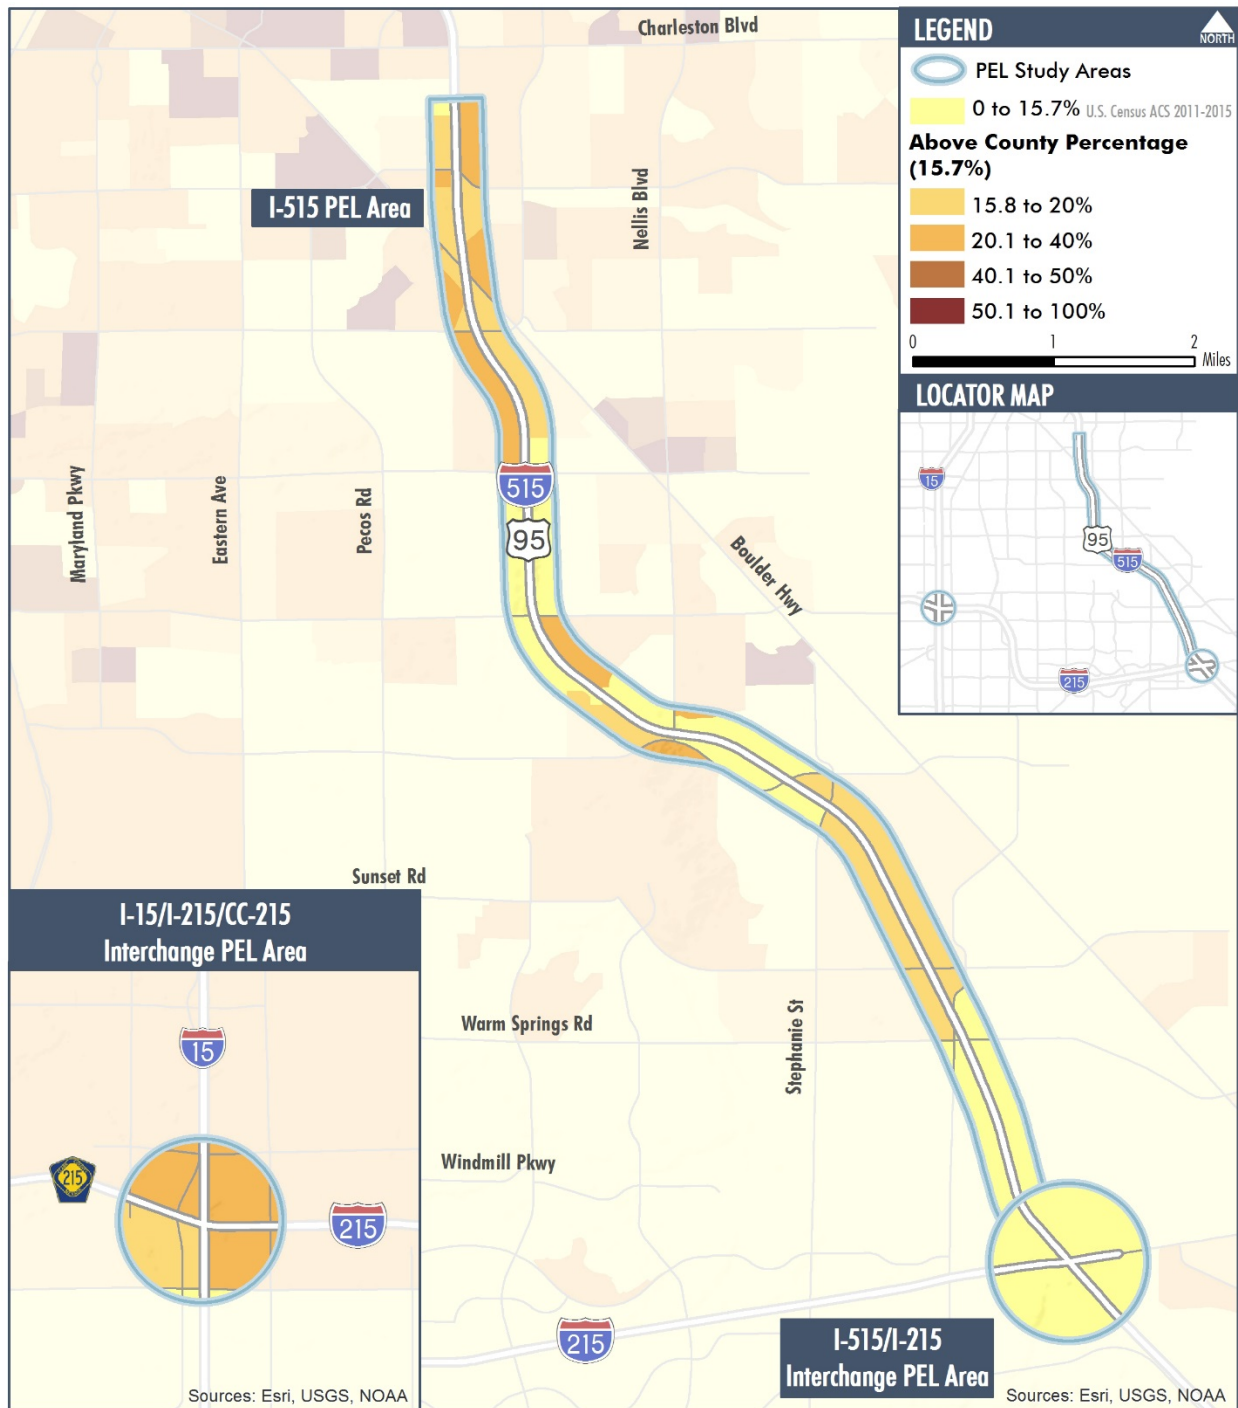 Charleston Blvd
LEGEND
NORTH
PEL Study Areas
0 to 15.7% U.S. Census ACS 2011-2015
Above County Percentage
(15.7%)
15.8 to 20%
20.1 to 40%
40.1 to 50%
50.1 to 100%
0 1 2
Miles
LOCATOR MAP
15
95
515
215
I-515 PEL Area
Nellis Blvd
Maryland Pkwy
Eastern Ave
Pecos Rd
515
95
Boulder Hwy
Sunset Rd
Warm Springs Rd
Stephanie St
Windmill Pkwy
215
I-515/I-215
Interchange PEL Area
Sources: Esri, USGS, NOAA
I-15/I-215/CC-215
Interchange PEL Area
15
215
215
Sources: Esri, USGS, NOAA